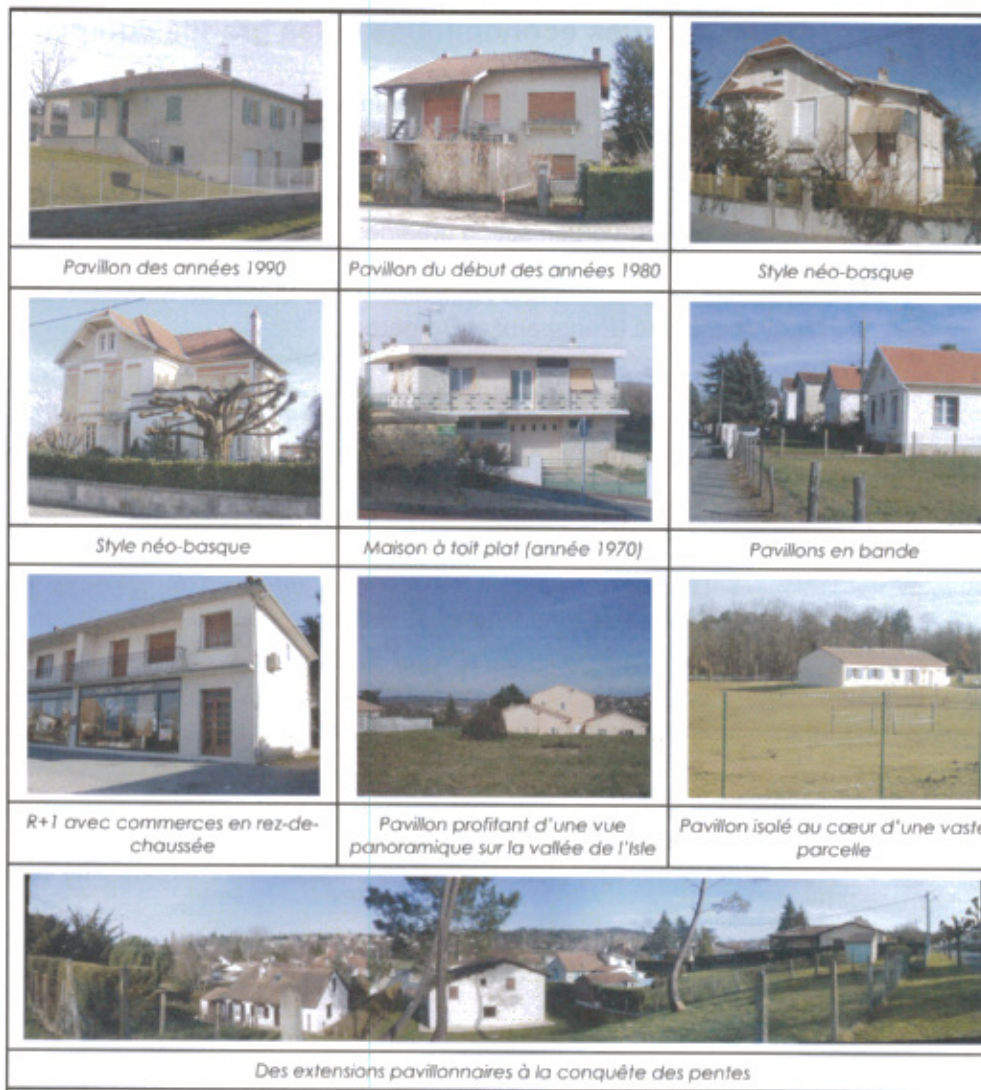 Pavillon des années 1990
Pavillon du début des années 1980
Style néo-basque
Style néo-basque
Maison à toit plat (année 1970)
Pavillons en bande
R+1 avec commerces en rez-de-
chaussée
Pavillon profitant d'une vue
panoramique sur la vallée de l'Isle
Pavillon isolé au cœur d'une vaste
parcelle
Des extensions pavillonnaires à la conquête des pentes